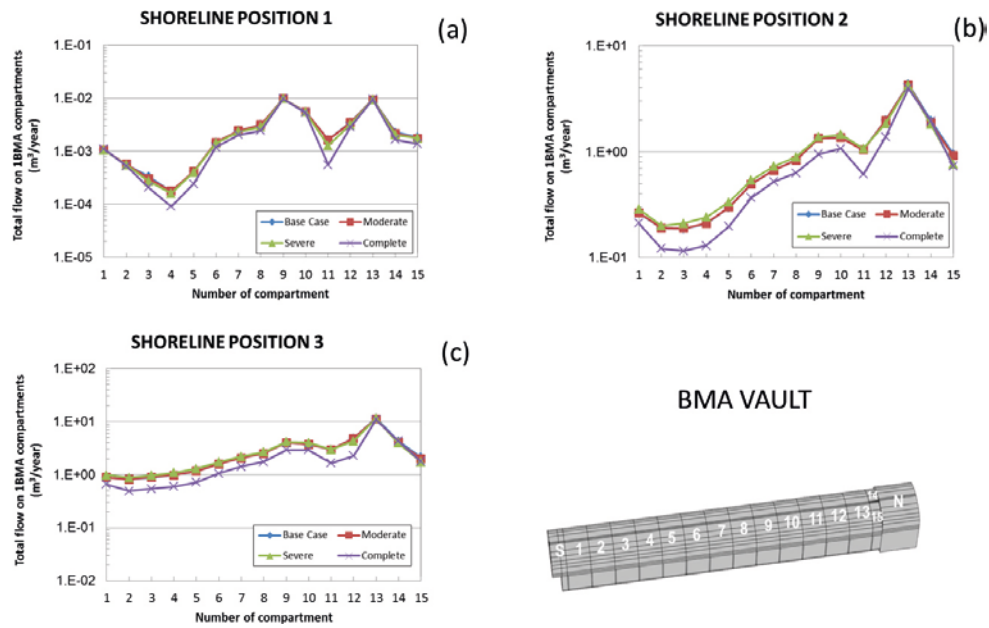 SHORELINE POSITION 1
(a)
Total flow on 1BMA compartments
(m³/year)
1.E-01
1.E-02
1.E-03
1.E-04
1.E-05
Base Case
Moderate
Severe
Complete
1 2 3 4 5 6 7 8 9 10 11 12 13 14 15
Number of compartment
SHORELINE POSITION 2
(b)
Total flow on 1BMA compartments
(m³/year)
1.E+01
1.E+00
1.E-01
Base Case
Moderate
Severe
Complete
1 2 3 4 5 6 7 8 9 10 11 12 13 14 15
Number of compartment
SHORELINE POSITION 3
(c)
Total flow on 1BMA compartments
(m³/year)
1.E+02
1.E+01
1.E+00
1.E-01
1.E-02
Base Case
Moderate
Severe
Complete
1 2 3 4 5 6 7 8 9 10 11 12 13 14 15
Number of compartment
BMA VAULT
S 1 2 3 4 5 6 7 8 9 10 11 12 13 14 15 N